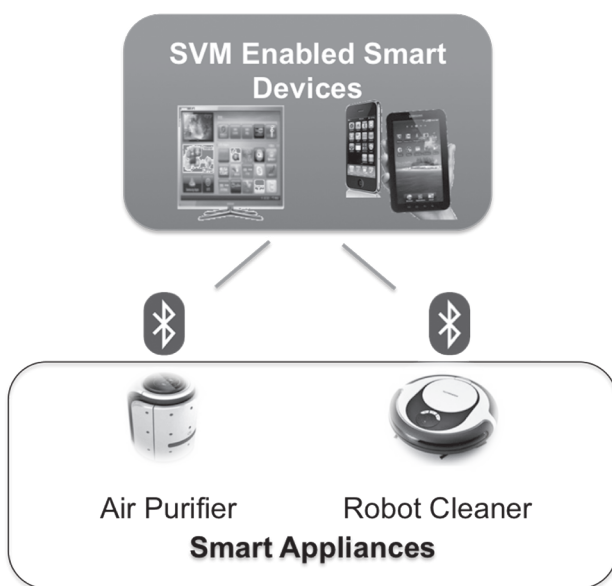 SVM Enabled Smart
Devices
Air Purifier
Robot Cleaner
Smart Appliances